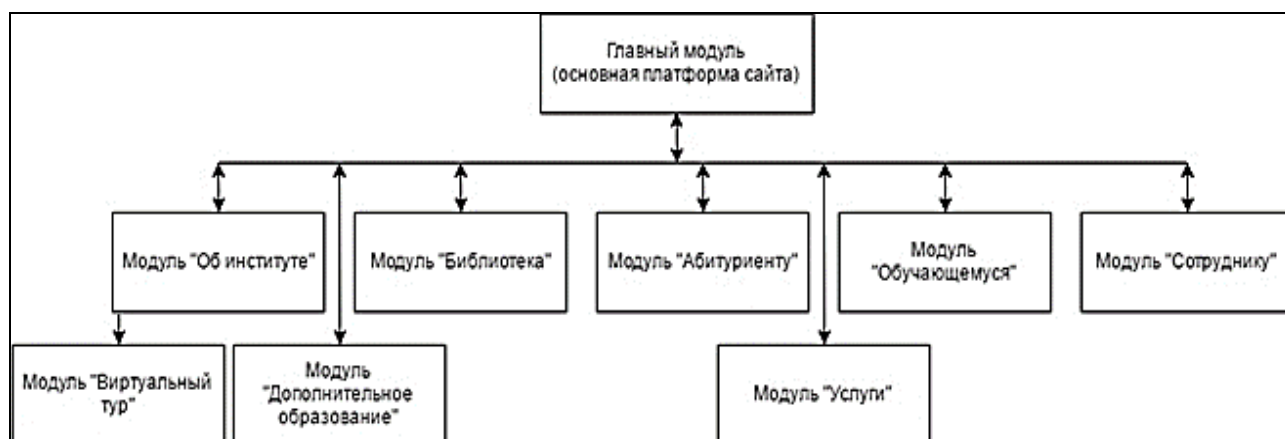 Главный модуль
(основная платформа сайта)
Модуль "Об институте"
Модуль "Библиотека"
Модуль "Абитуриенту"
Модуль
"Обучающемуся"
Модуль "Сотруднику"
Модуль "Виртуальный
тур"
Модуль
"Дополнительное
образование"
Модуль "Услуги"